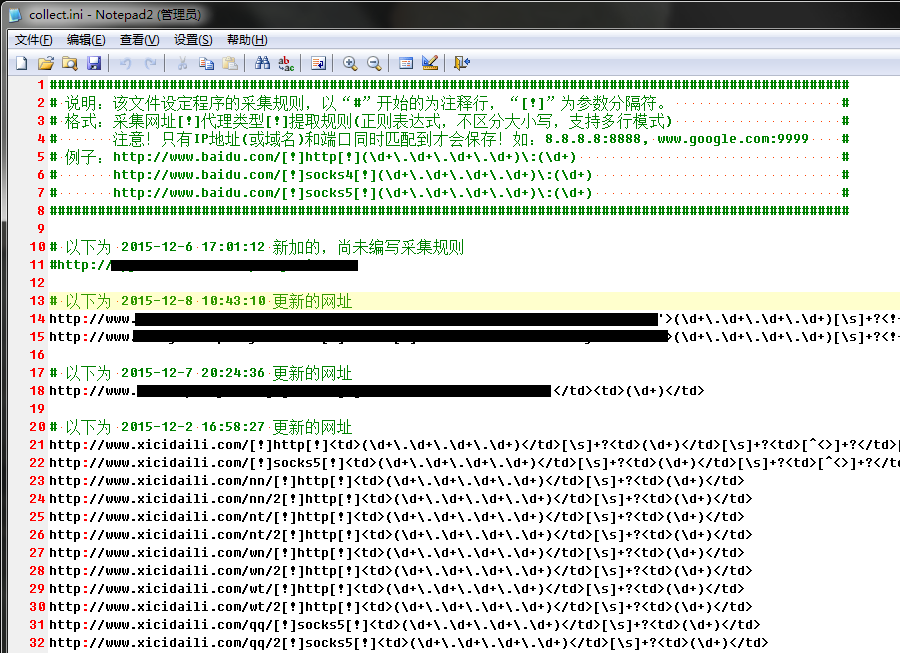 collect.ini - Notepad2 (管理员)
文件(F) 编辑(E) 查看(V) 设置(S) 帮助(H)
1 ####################################################################################################
2 # 说明：该文件设定程序的采集规则，以“#”开始的为注释行，“[!]”为参数分隔符。 #
3 # 格式：采集网址[!]代理类型[!]提取规则(正则表达式，不区分大小写，支持多行模式) #
4 # 注意！只有IP地址(或域名)和端口同时匹配到才会保存！如：8.8.8.8:8888，www.google.com:9999 #
5 # 例子：http://www.baidu.com/[!]http[!](\d+\.\d+\.\d+\.\d+)\:(\d+) #
6 # http://www.baidu.com/[!]socks4[!](\d+\.\d+\.\d+\.\d+)\:(\d+) #
7 # http://www.baidu.com/[!]socks5[!](\d+\.\d+\.\d+\.\d+)\:(\d+) #
8 ####################################################################################################
9
10 # 以下为 2015-12-6 17:01:12 新加的，尚未编写采集规则
11 #http://
12
13 # 以下为 2015-12-8 10:43:10 更新的网址
14 http://www. '>(\d+\.\d+\.\d+\.\d+)[\s]+?<!-
15 http://www. >(\d+\.\d+\.\d+\.\d+)[\s]+?<!-
16
17 # 以下为 2015-12-7 20:24:36 更新的网址
18 http://www. </td><td>(\d+)</td>
19
20 # 以下为 2015-12-2 16:58:27 更新的网址
21 http://www.xicidaili.com/[!]http[!]<td>(\d+\.\d+\.\d+\.\d+)</td>[\s]+?<td>(\d+)</td>[\s]+?<td>[^<>]+?</td>[
22 http://www.xicidaili.com/[!]socks5[!]<td>(\d+\.\d+\.\d+\.\d+)</td>[\s]+?<td>(\d+)</td>[\s]+?<td>[^<>]+?</t
23 http://www.xicidaili.com/nn/[!]http[!]<td>(\d+\.\d+\.\d+\.\d+)</td>[\s]+?<td>(\d+)</td>
24 http://www.xicidaili.com/nn/2[!]http[!]<td>(\d+\.\d+\.\d+\.\d+)</td>[\s]+?<td>(\d+)</td>
25 http://www.xicidaili.com/nt/[!]http[!]<td>(\d+\.\d+\.\d+\.\d+)</td>[\s]+?<td>(\d+)</td>
26 http://www.xicidaili.com/nt/2[!]http[!]<td>(\d+\.\d+\.\d+\.\d+)</td>[\s]+?<td>(\d+)</td>
27 http://www.xicidaili.com/wn/[!]http[!]<td>(\d+\.\d+\.\d+\.\d+)</td>[\s]+?<td>(\d+)</td>
28 http://www.xicidaili.com/wn/2[!]http[!]<td>(\d+\.\d+\.\d+\.\d+)</td>[\s]+?<td>(\d+)</td>
29 http://www.xicidaili.com/wt/[!]http[!]<td>(\d+\.\d+\.\d+\.\d+)</td>[\s]+?<td>(\d+)</td>
30 http://www.xicidaili.com/wt/2[!]http[!]<td>(\d+\.\d+\.\d+\.\d+)</td>[\s]+?<td>(\d+)</td>
31 http://www.xicidaili.com/qq/[!]socks5[!]<td>(\d+\.\d+\.\d+\.\d+)</td>[\s]+?<td>(\d+)</td>
32 http://www.xicidaili.com/qq/2[!]socks5[!]<td>(\d+\.\d+\.\d+\.\d+)</td>[\s]+?<td>(\d+)</td>